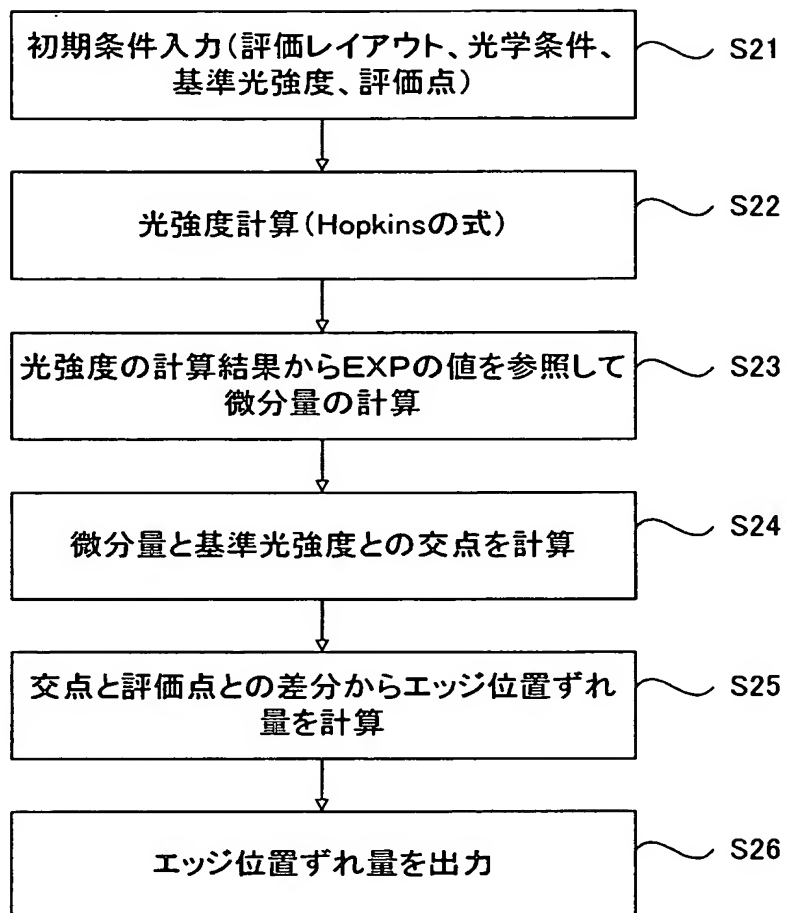 初期条件入力(評価レイアウト、光学条件、
基準光強度、評価点)
S21
光強度計算(Hopkinsの式)
S22
光強度の計算結果からEXPの値を参照して
微分量の計算
S23
微分量と基準光強度との交点を計算
S24
交点と評価点との差分からエッジ位置ずれ
量を計算
S25
エッジ位置ずれ量を出力
S26